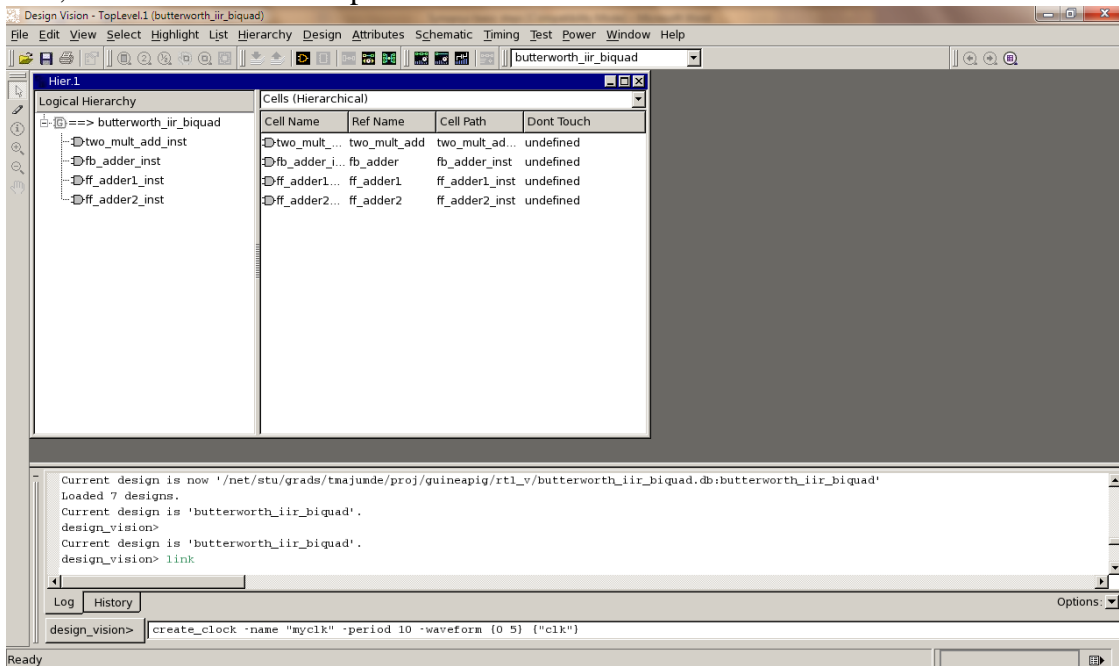 Design Vision - TopLevel.1 (butterworth_iir_biquad)
File Edit View Select Highlight List Hierarchy Design Attributes Schematic Timing Test Power Window Help
butterworth_iir_biquad
Hier.1
Logical Hierarchy
Cells (Hierarchical)
==> butterworth_iir_biquad
two_mult_add_inst
fb_adder_inst
ff_adder1_inst
ff_adder2_inst
Cell Name Ref Name Cell Path Dont Touch
two_mult_... two_mult_add two_mult_ad... undefined
fb_adder_i... fb_adder fb_adder_inst undefined
ff_adder1... ff_adder1 ff_adder1_inst undefined
ff_adder2... ff_adder2 ff_adder2_inst undefined
Current design is now '/net/stu/grads/tmajumde/proj/guineapig/rtl_v/butterworth_iir_biquad.db:butterworth_iir_biquad'
Loaded 7 designs.
Current design is 'butterworth_iir_biquad'.
design_vision>
Current design is 'butterworth_iir_biquad'.
design_vision> link
Log History Options:
design_vision> create_clock -name "myclk" -period 10 -waveform {0 5} {"clk"}
Ready